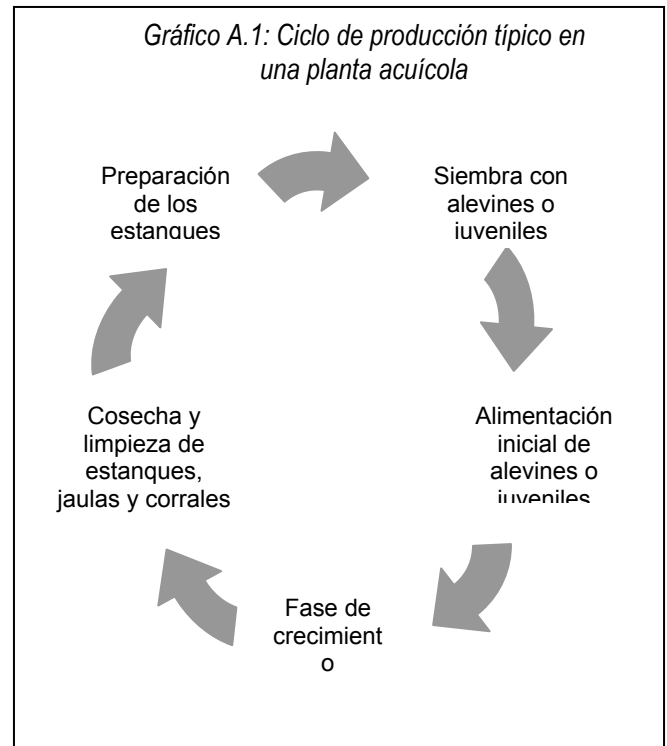 Gráfico A.1: Ciclo de producción típico en
una planta acuícola
Preparación
de los
estanques
Siembra con
alevines o
juveniles
Alimentación
inicial de
alevines o
juveniles
Fase de
crecimient
o
Cosecha y
limpieza de
estanques,
jaulas y corrales